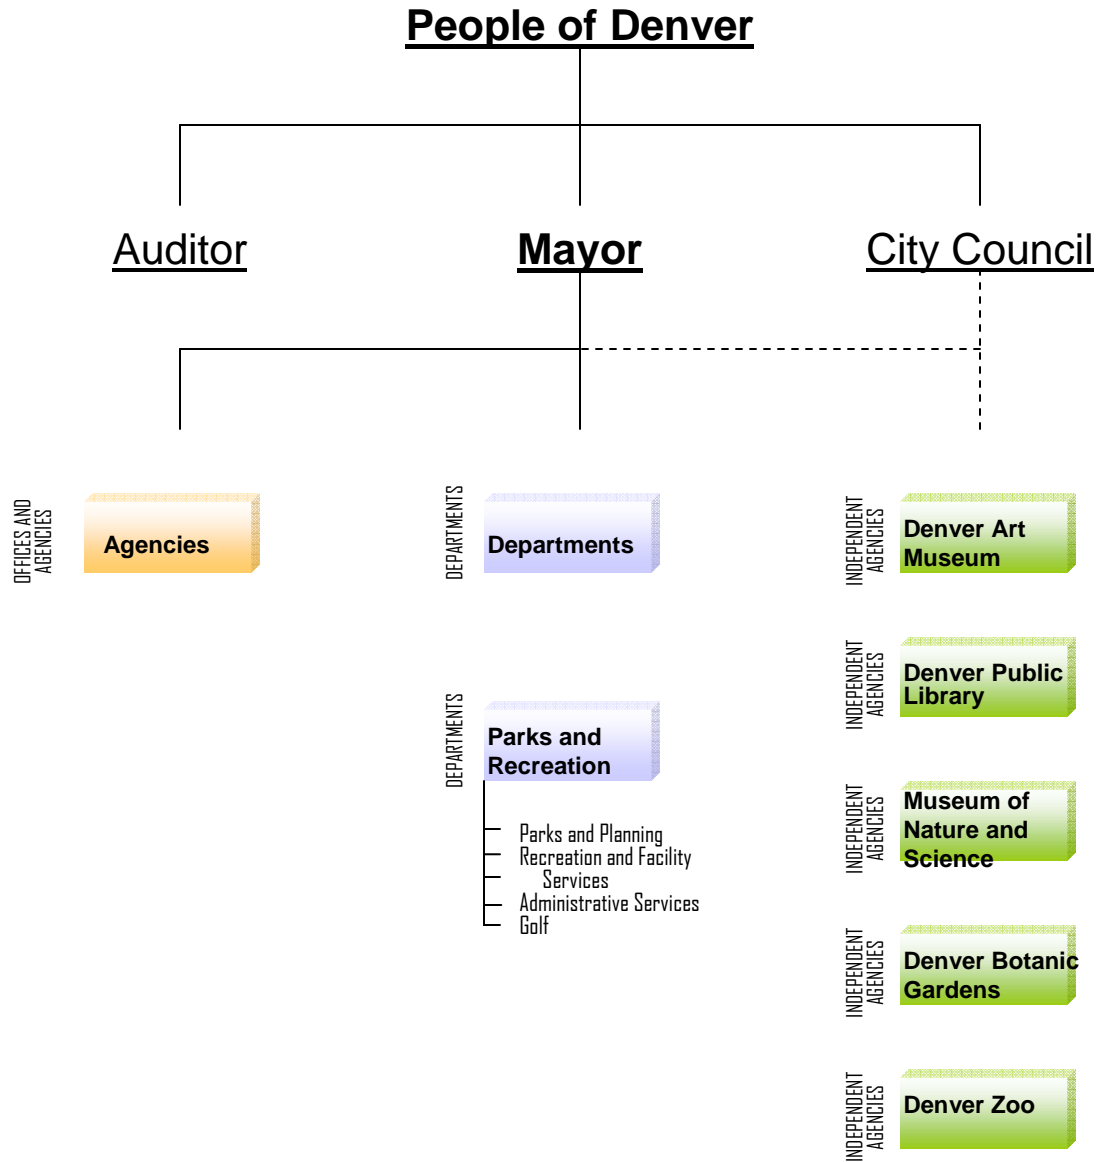 People of Denver
Auditor
Mayor
City Council
OFFICES AND
AGENCIES
Agencies
DEPARTMENTS
Departments
INDEPENDENT
AGENCIES
Denver Art
Museum
INDEPENDENT
AGENCIES
Denver Public
Library
DEPARTMENTS
Parks and
Recreation
Parks and Planning
Recreation and Facility
Services
Administrative Services
Golf
INDEPENDENT
AGENCIES
Museum of
Nature and
Science
INDEPENDENT
AGENCIES
Denver Botanic
Gardens
INDEPENDENT
AGENCIES
Denver Zoo